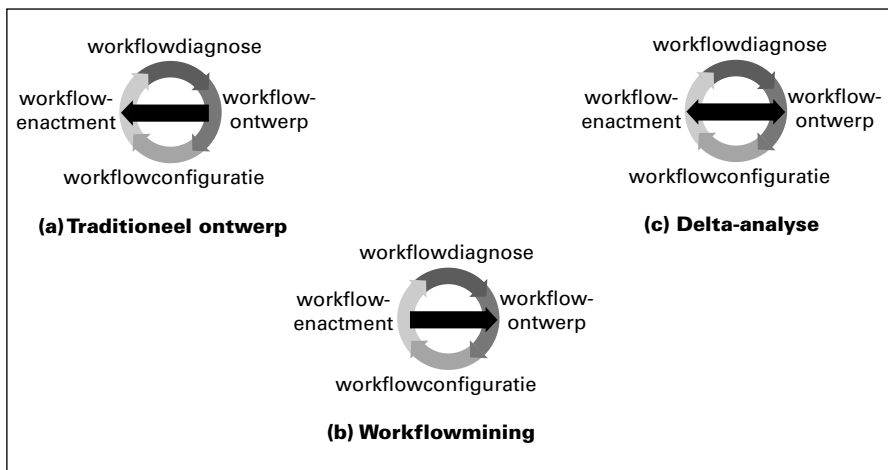 workflowdiagnose
workflow-
enactment
workflow-
ontwerp
workflowconfiguratie
(a) Traditioneel ontwerp
workflowdiagnose
workflow-
enactment
workflow-
ontwerp
workflowconfiguratie
(c) Delta-analyse
workflowdiagnose
workflow-
enactment
workflow-
ontwerp
workflowconfiguratie
(b) Workflowmining